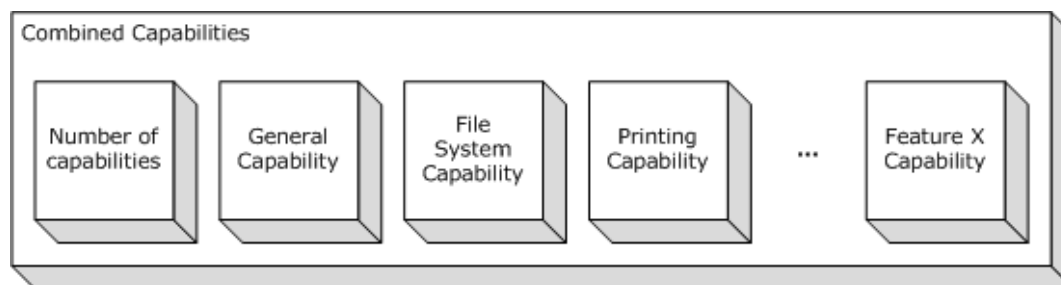 Combined Capabilities
Number of
capabilities
General
Capability
File
System
Capability
Printing
Capability
...
Feature X
Capability